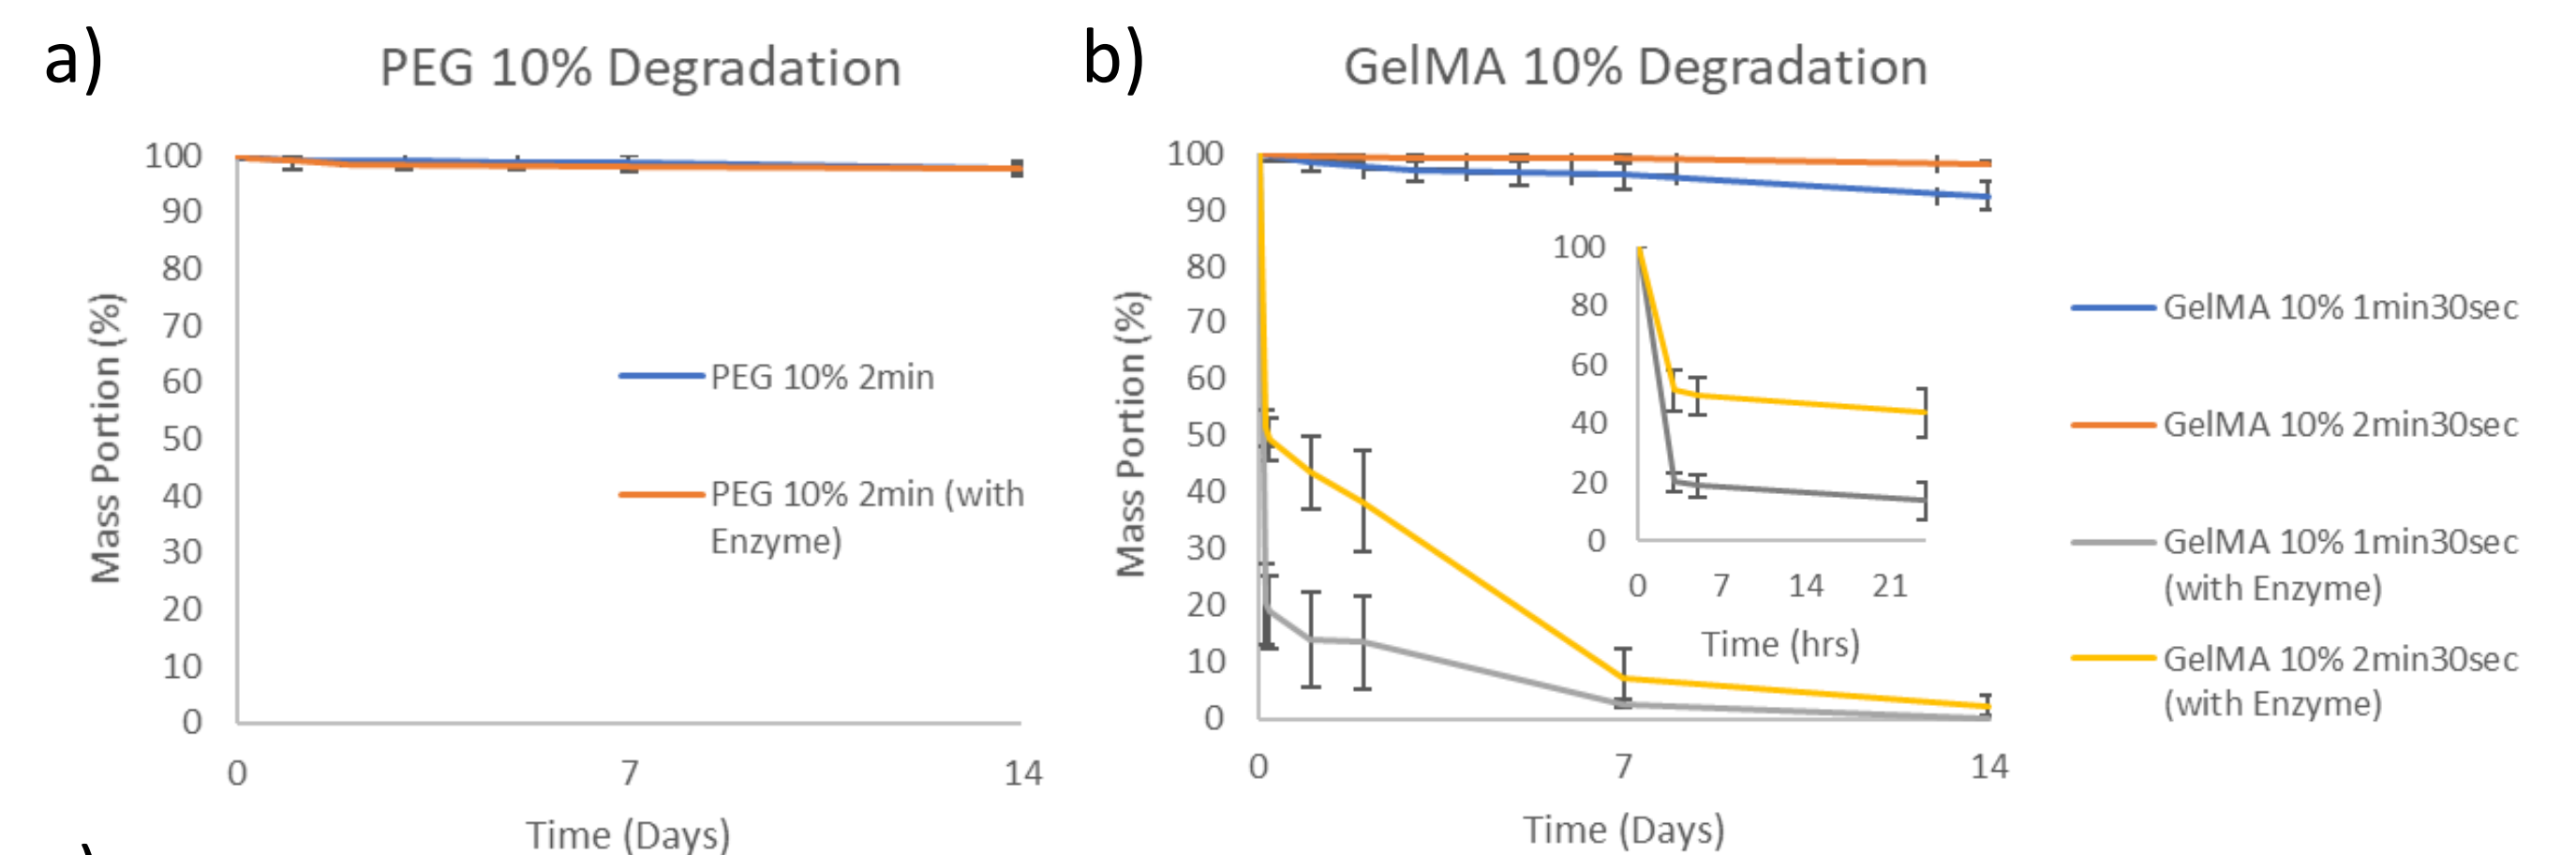 a)
PEG 10% Degradation
100
90
80
70
60
50
40
30
20
10
0
Mass Portion (%)
0 7 14
Time (Days)
PEG 10% 2min
PEG 10% 2min (with
Enzyme)
b)
GelMA 10% Degradation
100
90
80
70
60
50
40
30
20
10
0
Mass Portion (%)
0 7 14
Time (Days)
100
80
60
40
20
0
0 7 14 21
Time (hrs)
GelMA 10% 1min30sec
GelMA 10% 2min30sec
GelMA 10% 1min30sec
(with Enzyme)
GelMA 10% 2min30sec
(with Enzyme)